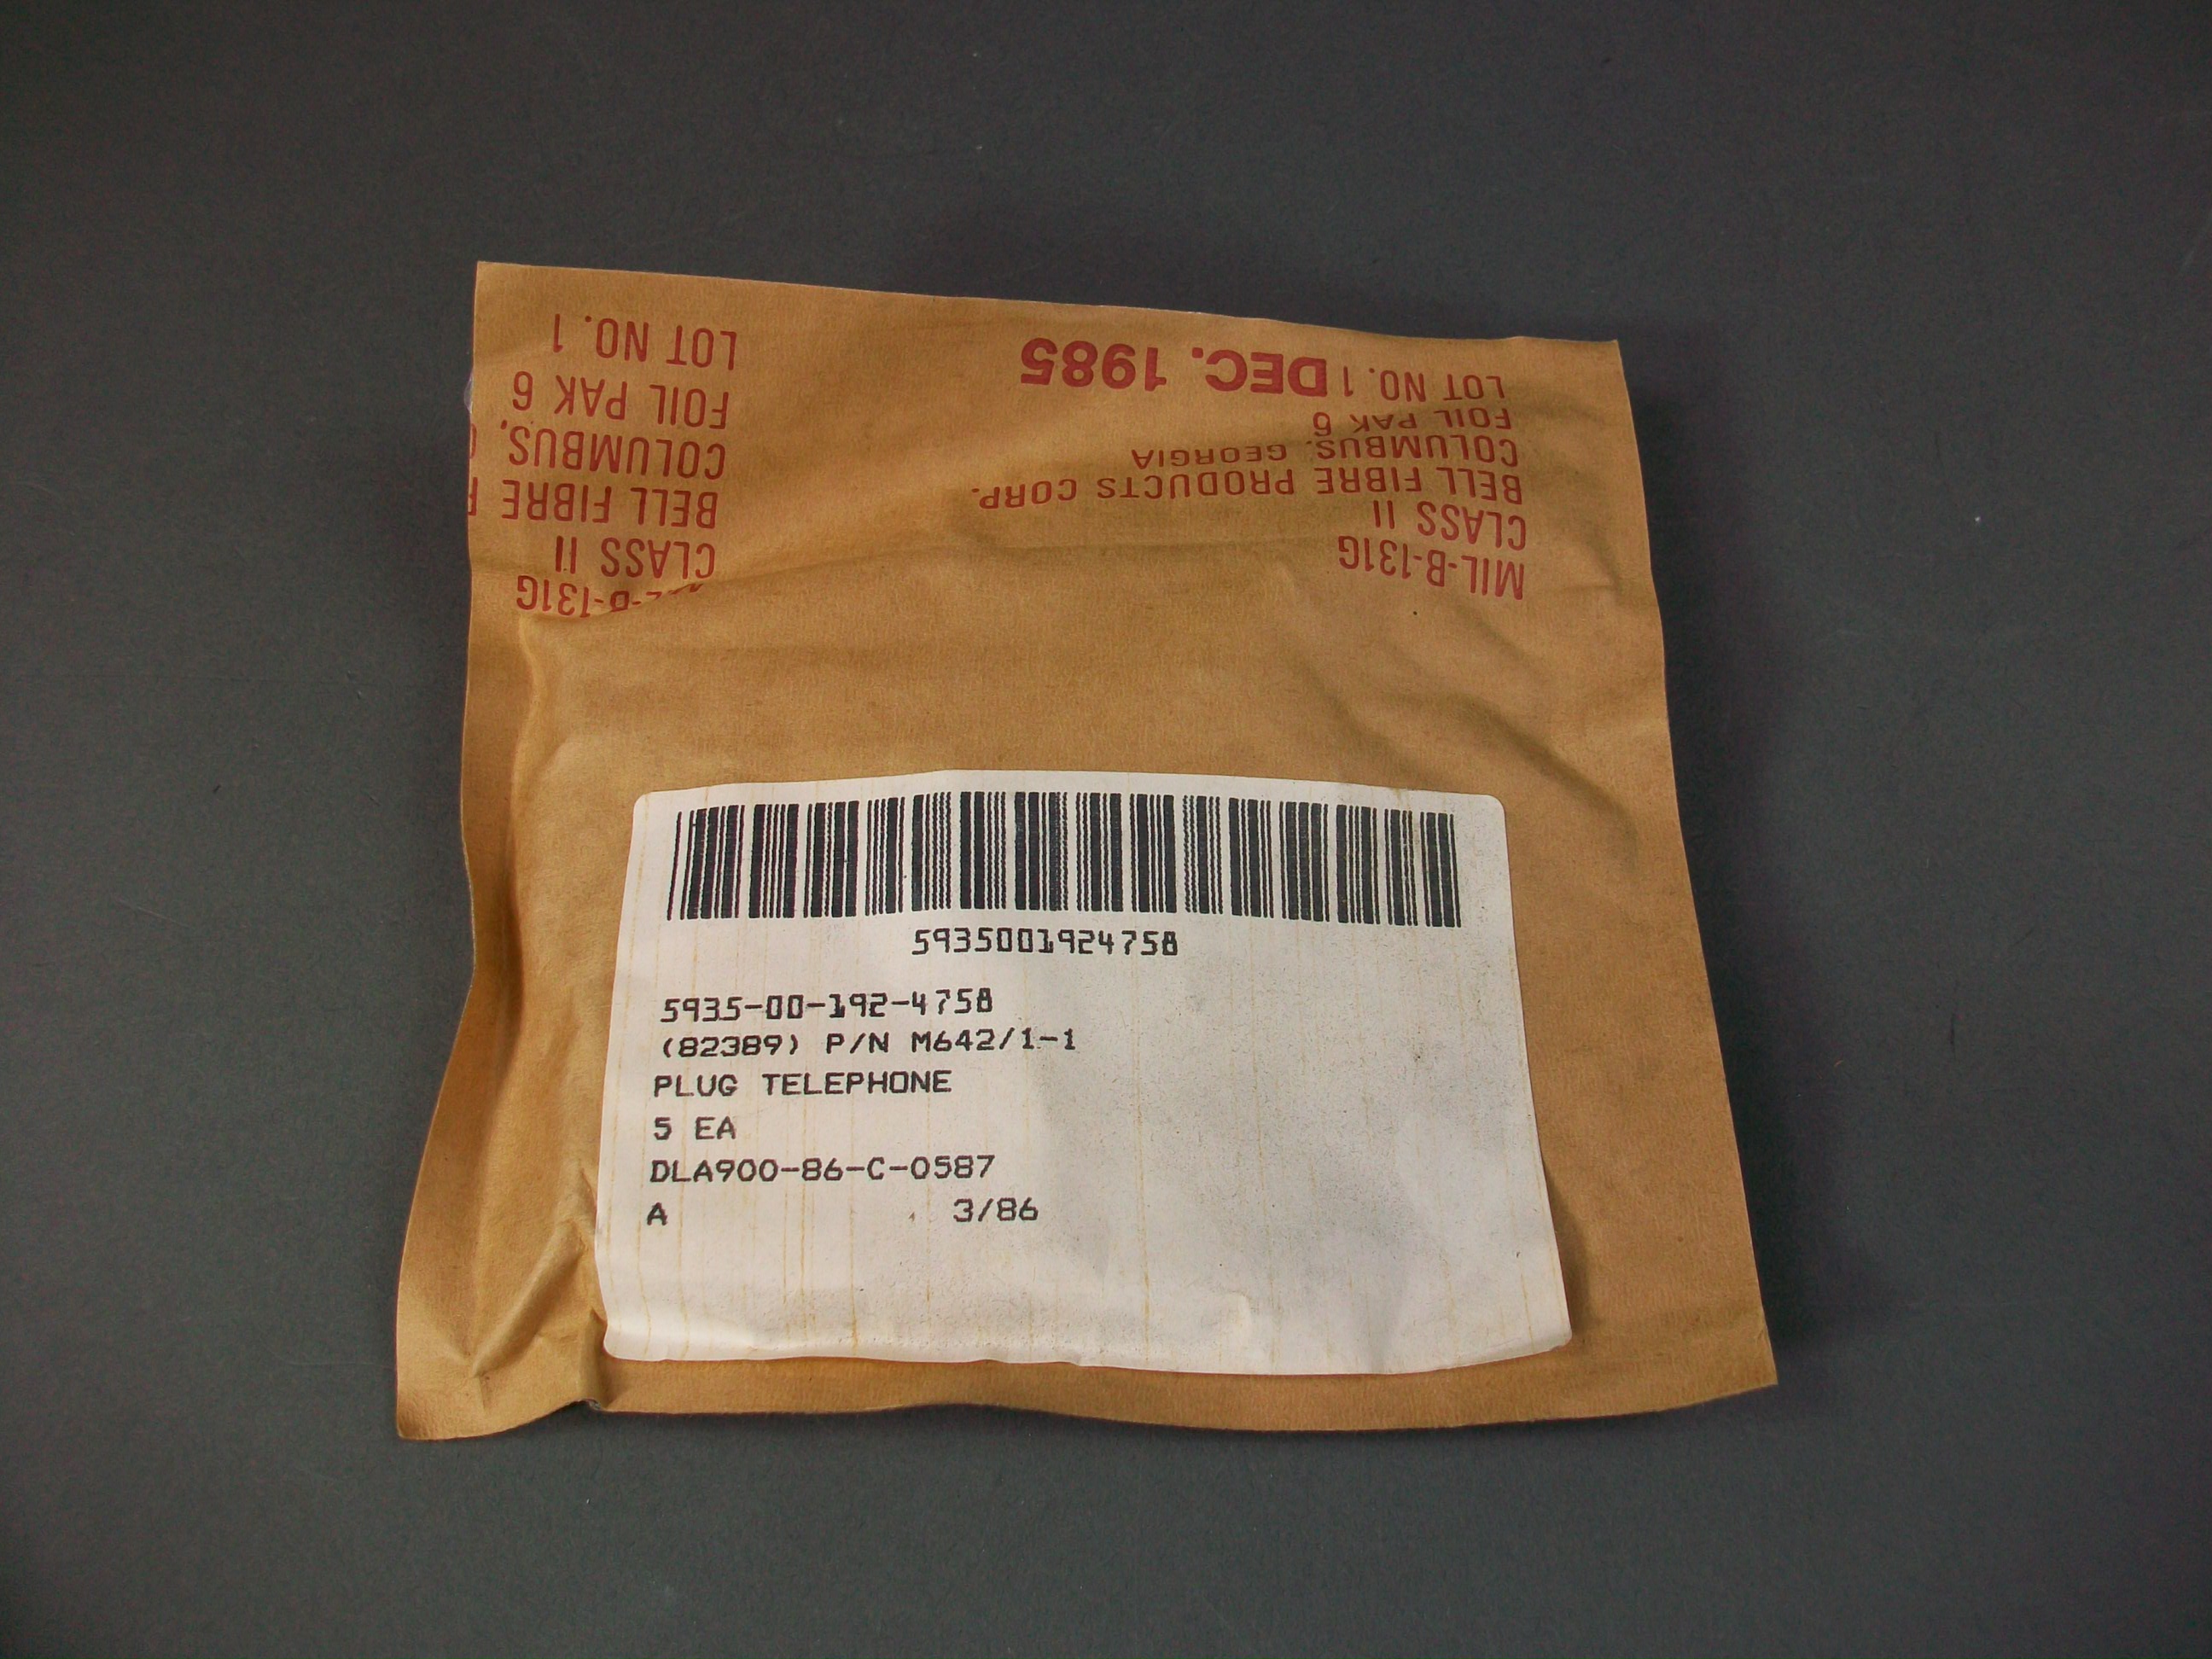 LOT NO. 1
FOIL PAK 6
COLUMBUS,
BELL FIBRE
CLASS II
131G
LOT NO. 1 DEC. 1985
FOIL PAK 6
COLUMBUS, GEORGIA
BELL FIBRE PRODUCTS CORP.
CLASS II
MIL-B-131G
5935001924758
5935-00-192-4758
(82389) P/N M642/1-1
PLUG TELEPHONE
5 EA
DLA900-86-C-0587
A 3/86